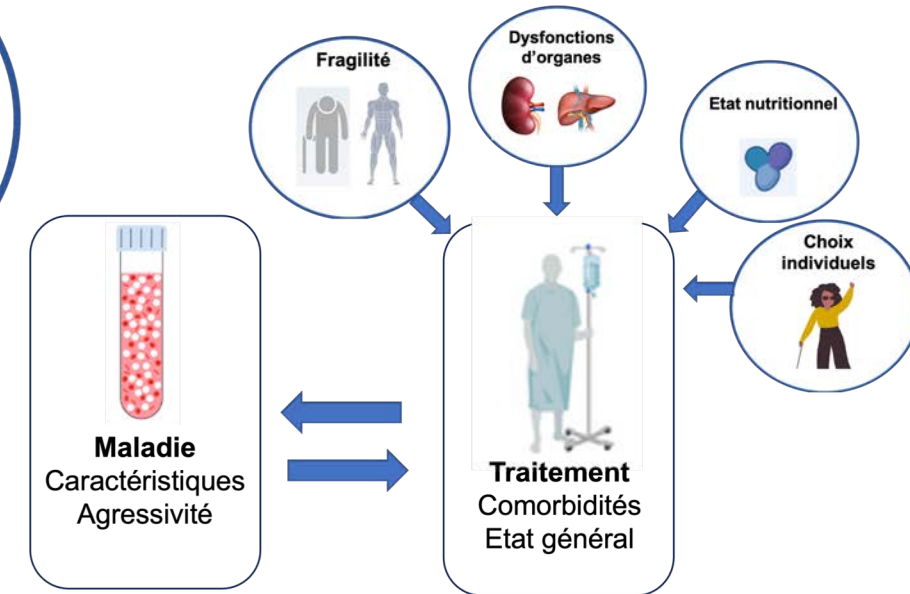 Fragilité
Dysfonctions
d'organes
Etat nutritionnel
Choix
individuels
Maladie
Caractéristiques
Agressivité
Traitement
Comorbidités
Etat général